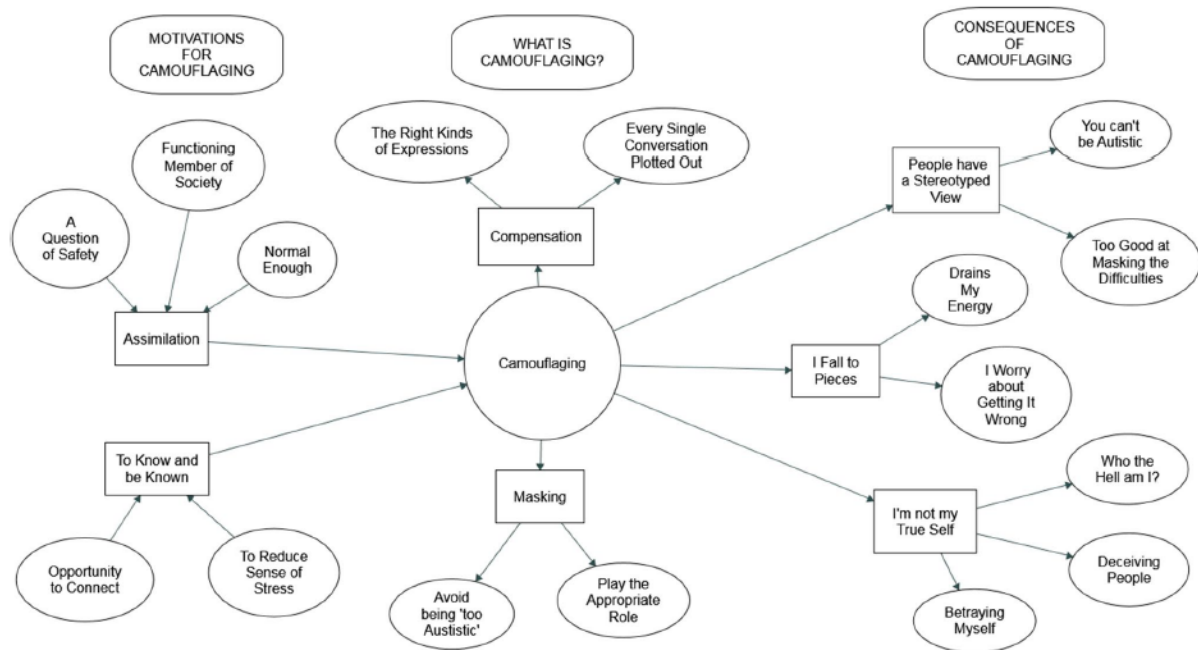 MOTIVATIONS
FOR
CAMOUFLAGING
WHAT IS
CAMOUFLAGING?
CONSEQUENCES
OF
CAMOUFLAGING
Functioning
Member of
Society
A
Question
of Safety
Normal
Enough
Assimilation
To Know and
be Known
Opportunity
to Connect
To Reduce
Sense of
Stress
The Right Kinds
of Expressions
Every Single
Conversation
Plotted Out
Compensation
Camouflaging
Masking
Avoid
being 'too
Austistic'
Play the
Appropriate
Role
People have
a Stereotyped
View
You can't
be Autistic
Too Good at
Masking the
Difficulties
I Fall to
Pieces
Drains
My
Energy
I Worry
about
Getting It
Wrong
I'm not my
True Self
Who the
Hell am I?
Deceiving
People
Betraying
Myself